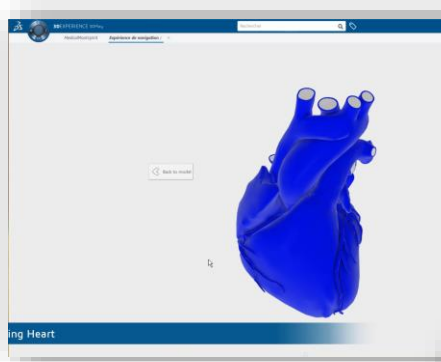 3DEXPERIENCE
Rechercher
Expérience de navigation
Back to model
ing Heart